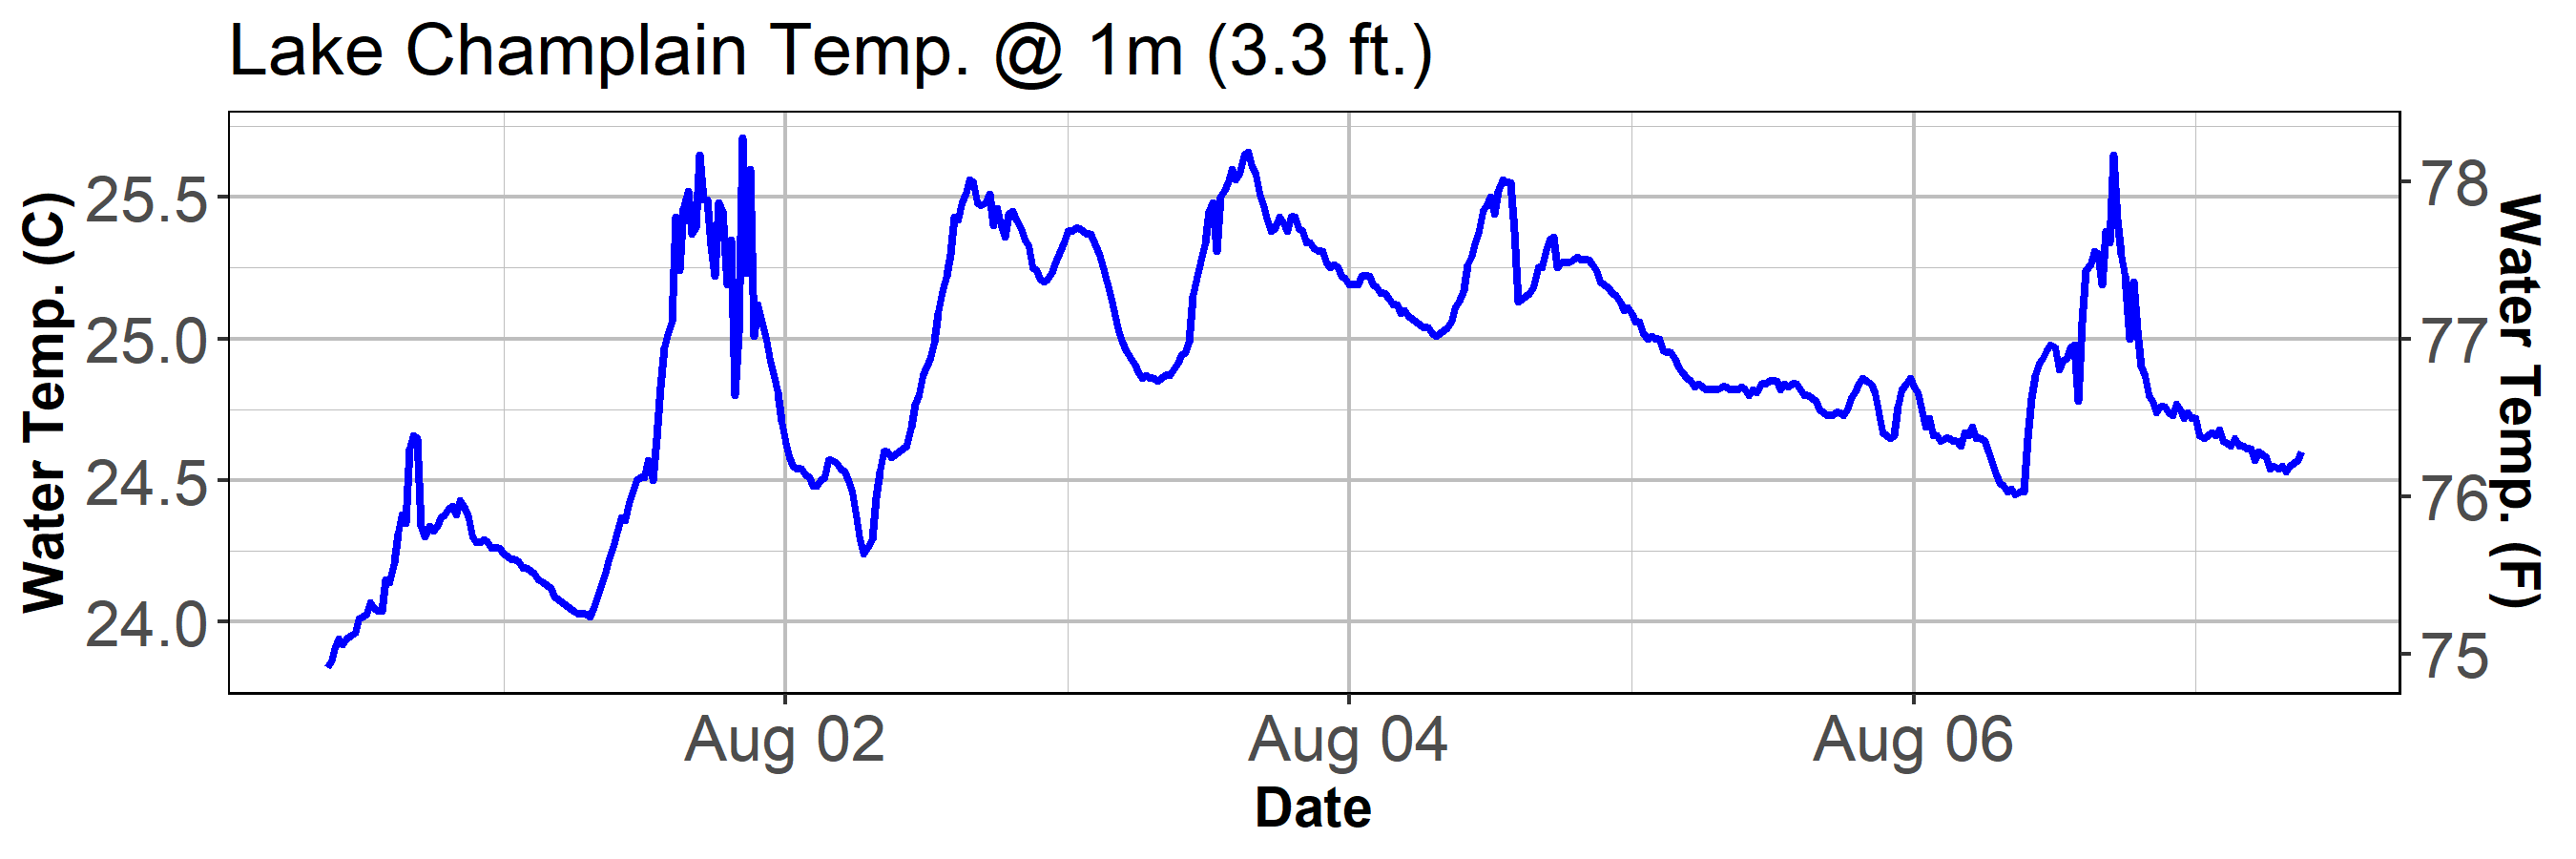 Lake Champlain Temp. @ 1m (3.3 ft.)
Water Temp. (C)
25.5
25.0
24.5
24.0
78
77
76
75
Water Temp. (F)
Aug 02
Aug 04
Aug 06
Date